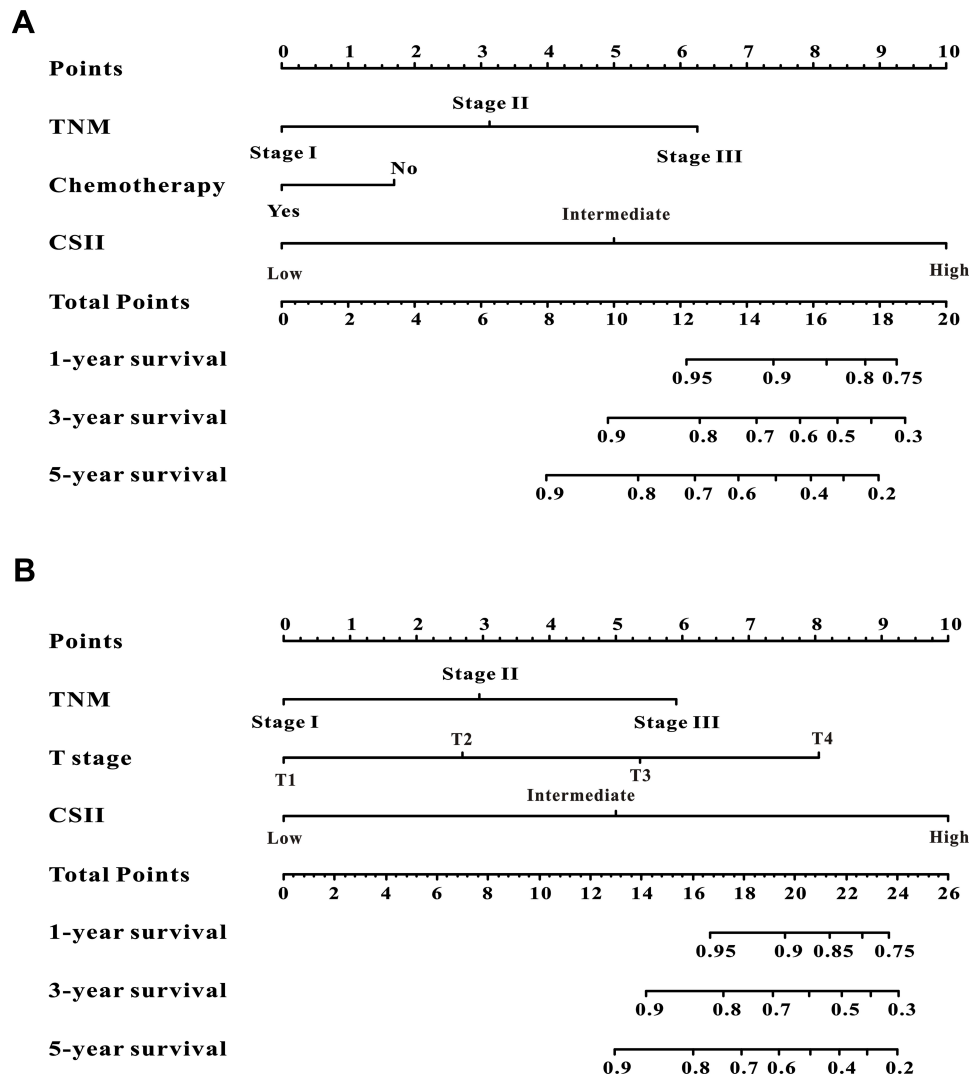 A
Points 0 1 2 3 4 5 6 7 8 9 10
TNM Stage I Stage II Stage III
Chemotherapy Yes No
CSII Low Intermediate High
Total Points 0 2 4 6 8 10 12 14 16 18 20
1-year survival 0.95 0.9 0.8 0.75
3-year survival 0.9 0.8 0.7 0.6 0.5 0.3
5-year survival 0.9 0.8 0.7 0.6 0.4 0.2
B
Points 0 1 2 3 4 5 6 7 8 9 10
TNM Stage I Stage II Stage III
T stage T1 T2 T3 T4
CSII Low Intermediate High
Total Points 0 2 4 6 8 10 12 14 16 18 20 22 24 26
1-year survival 0.95 0.9 0.85 0.75
3-year survival 0.9 0.8 0.7 0.5 0.3
5-year survival 0.9 0.8 0.7 0.6 0.4 0.2